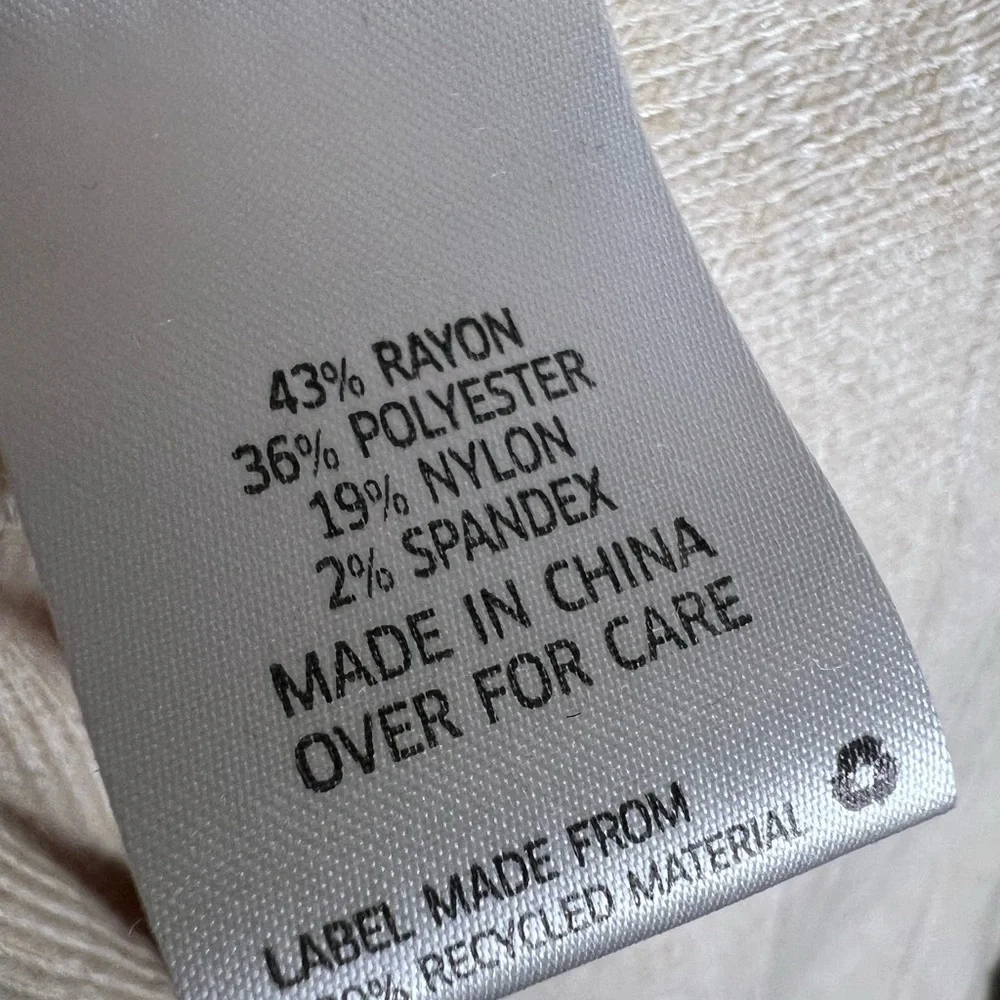 43% RAYON
36% POLYESTER
19% NYLON
2% SPANDEX
MADE IN CHINA
OVER FOR CARE
LABEL MADE FROM
RECYCLED MATERIAL